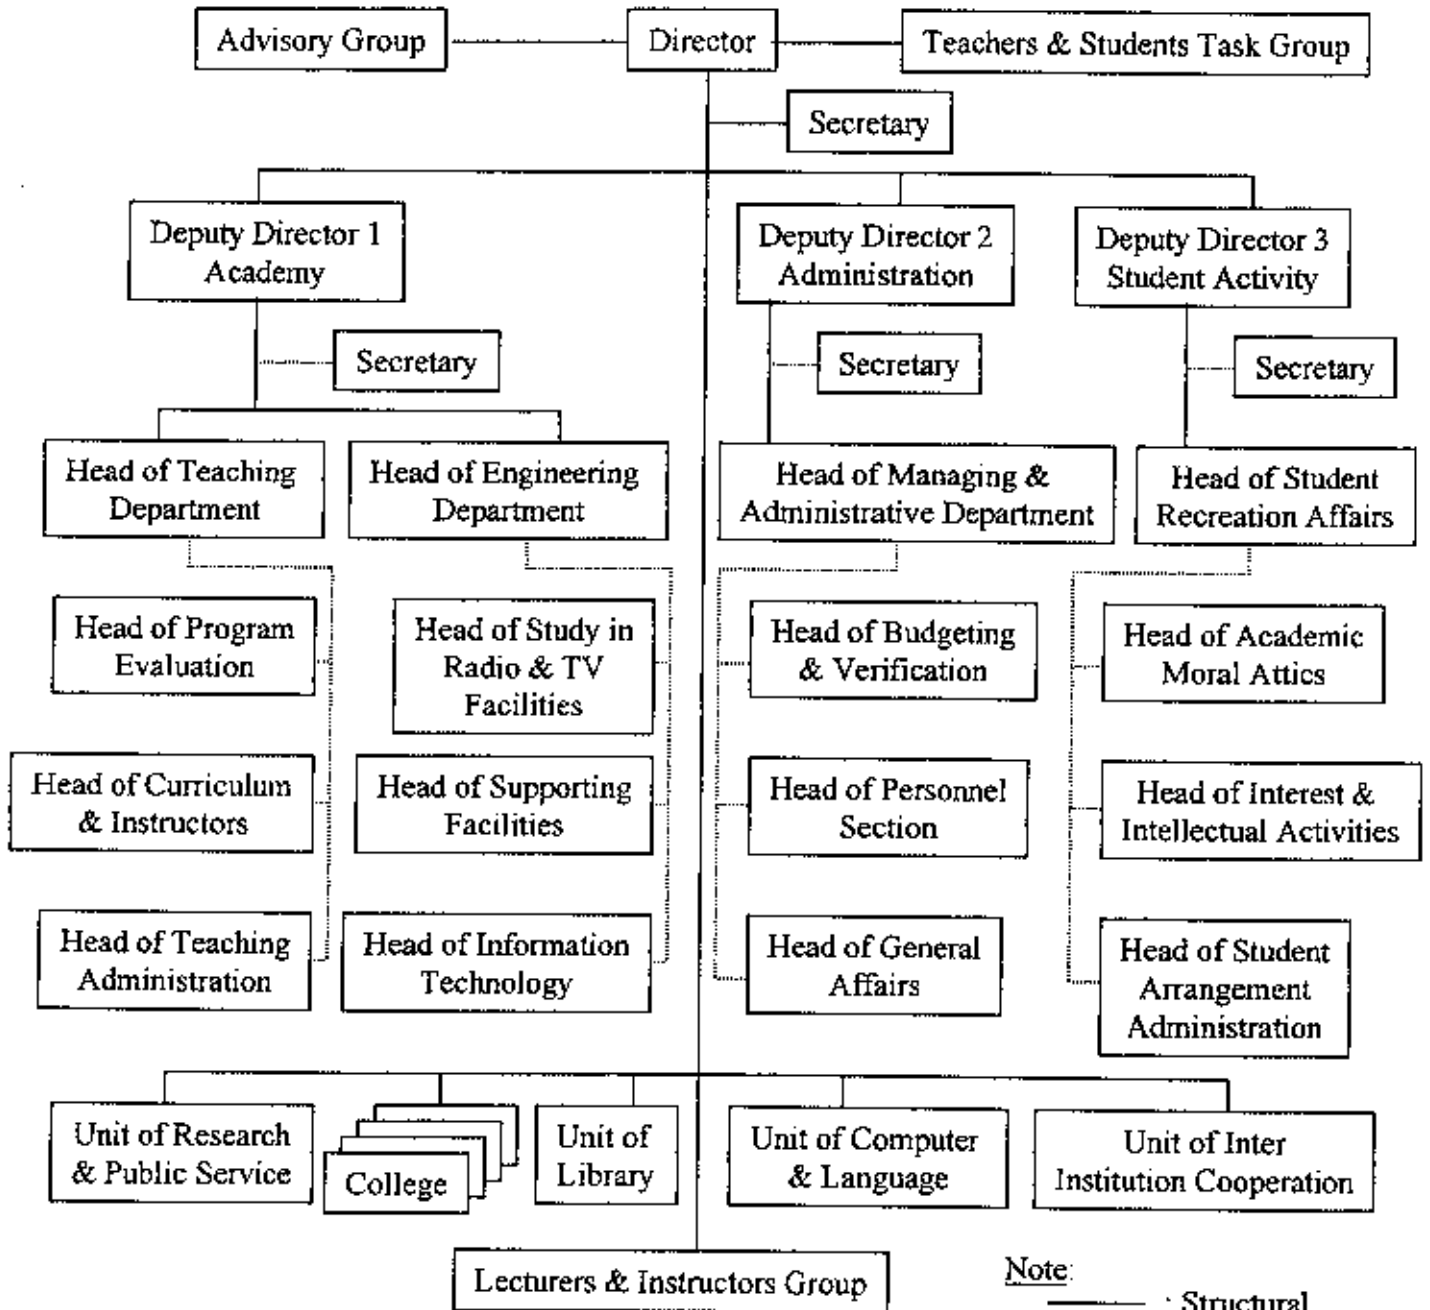 Advisory Group
Director
Teachers & Students Task Group
Secretary
Deputy Director 1
Academy
Deputy Director 2
Administration
Deputy Director 3
Student Activity
Secretary
Secretary
Secretary
Head of Teaching
Department
Head of Engineering
Department
Head of Managing &
Administrative Department
Head of Student
Recreation Affairs
Head of Program
Evaluation
Head of Study in
Radio & TV
Facilities
Head of Budgeting
& Verification
Head of Academic
Moral Attics
Head of Curriculum
& Instructors
Head of Supporting
Facilities
Head of Personnel
Section
Head of Interest &
Intellectual Activities
Head of Teaching
Administration
Head of Information
Technology
Head of General
Affairs
Head of Student
Arrangement
Administration
Unit of Research
& Public Service
College
Unit of
Library
Unit of Computer
& Language
Unit of Inter
Institution Cooperation
Lecturers & Instructors Group
Note:
: Structural